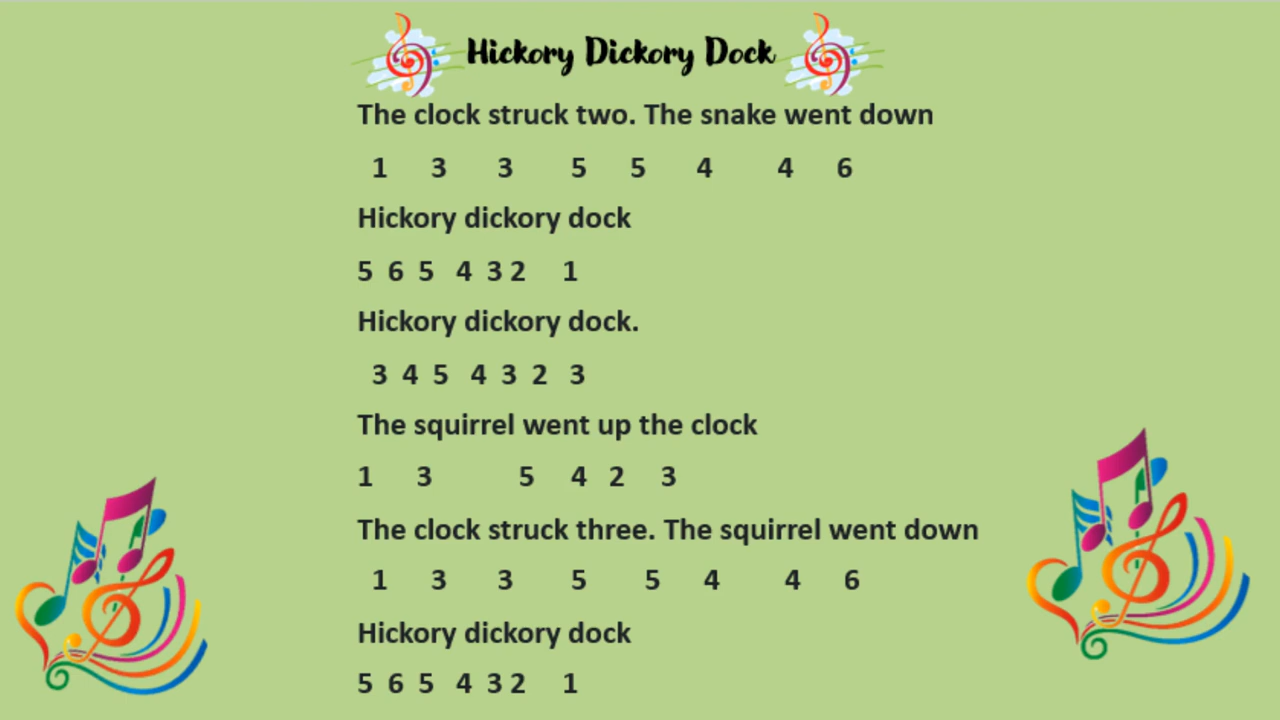 Hickory Dickory Dock
The clock struck two. The snake went down
1 3 3 5 5 4 4 6
Hickory dickory dock
5 6 5 4 3 2 1
Hickory dickory dock.
3 4 5 4 3 2 3
The squirrel went up the clock
1 3 5 4 2 3
The clock struck three. The squirrel went down
1 3 3 5 5 4 4 6
Hickory dickory dock
5 6 5 4 3 2 1